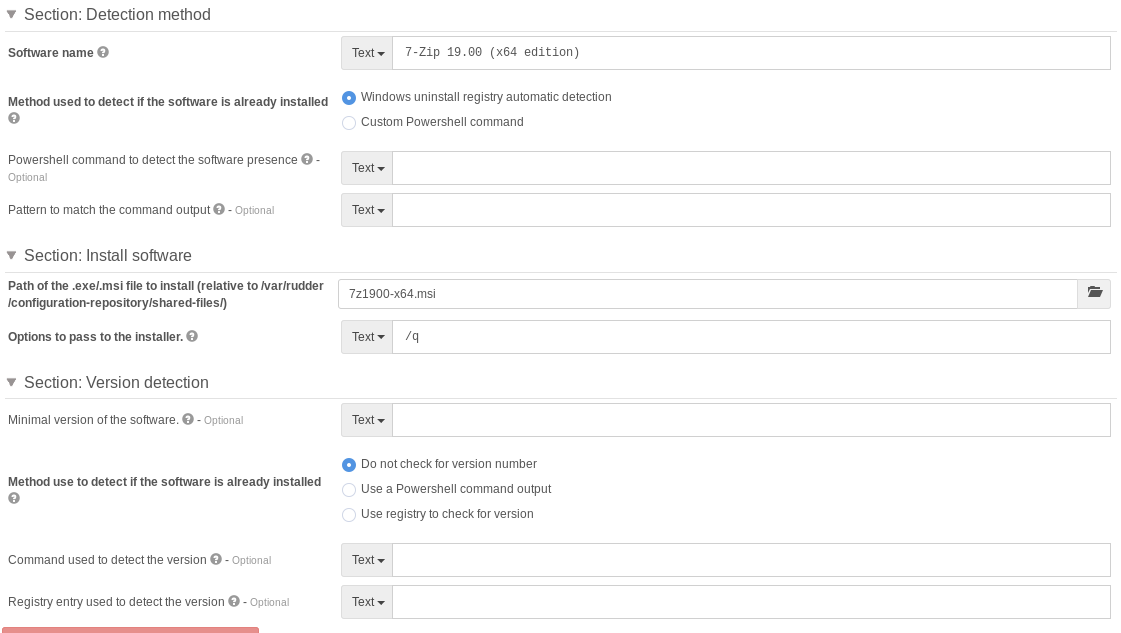 Section: Detection method
Software name
Text
7-Zip 19.00 (x64 edition)
Method used to detect if the software is already installed
Windows uninstall registry automatic detection
Custom Powershell command
Powershell command to detect the software presence -
Optional
Text
Pattern to match the command output - Optional
Text
Section: Install software
Path of the .exe/.msi file to install (relative to /var/rudder
/configuration-repository/shared-files/)
7z1900-x64.msi
Options to pass to the installer.
Text
/q
Section: Version detection
Minimal version of the software. - Optional
Text
Method use to detect if the software is already installed
Do not check for version number
Use a Powershell command output
Use registry to check for version
Command used to detect the version - Optional
Text
Registry entry used to detect the version - Optional
Text